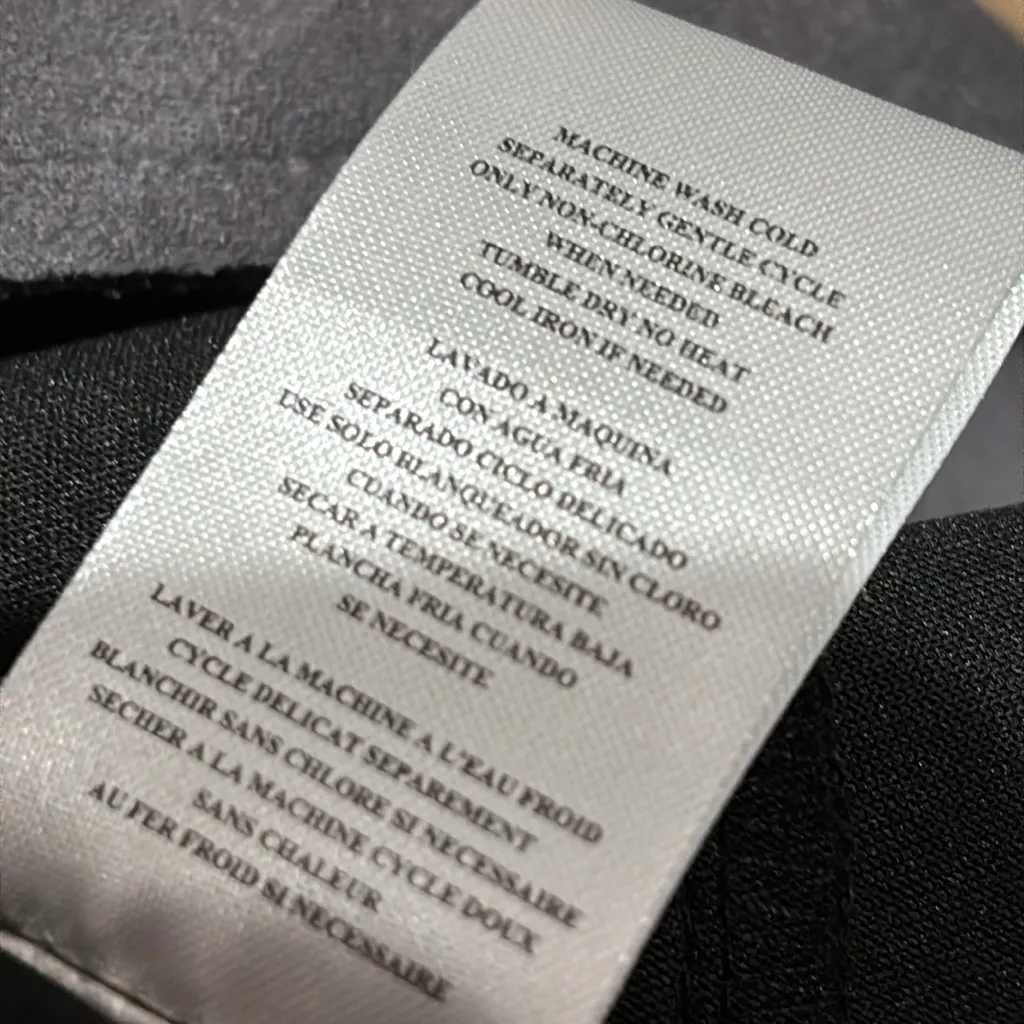 MACHINE WASH COLD
SEPARATELY GENTLE CYCLE
ONLY NON-CHLORINE BLEACH
WHEN NEEDED
TUMBLE DRY NO HEAT
COOL IRON IF NEEDED
LAVADO A MAQUINA
CON AGUA FRIA
SEPARADO CICLO DELICADO
USE SOLO BLANQUEADOR SIN CLORO
CUANDO SE NECESITE
SECAR A TEMPERATURA BAJA
PLANCHA FRIA CUANDO
SE NECESITE
LAVER A LA MACHINE A L'EAU FROID
CYCLE DELICAT SEPAREMENT
BLANCHIR SANS CHLORE SI NECESSAIRE
SECHER A LA MACHINE CYCLE DOUX
SANS CHALEUR
AU FER FROID SI NECESSAIRE